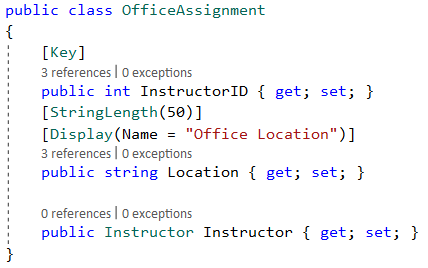 public class OfficeAssignment
{
[Key]
3 references | 0 exceptions
public int InstructorID { get; set; }
[StringLength(50)]
[Display(Name = "Office Location")]
3 references | 0 exceptions
public string Location { get; set; }
0 references | 0 exceptions
public Instructor Instructor { get; set; }
}